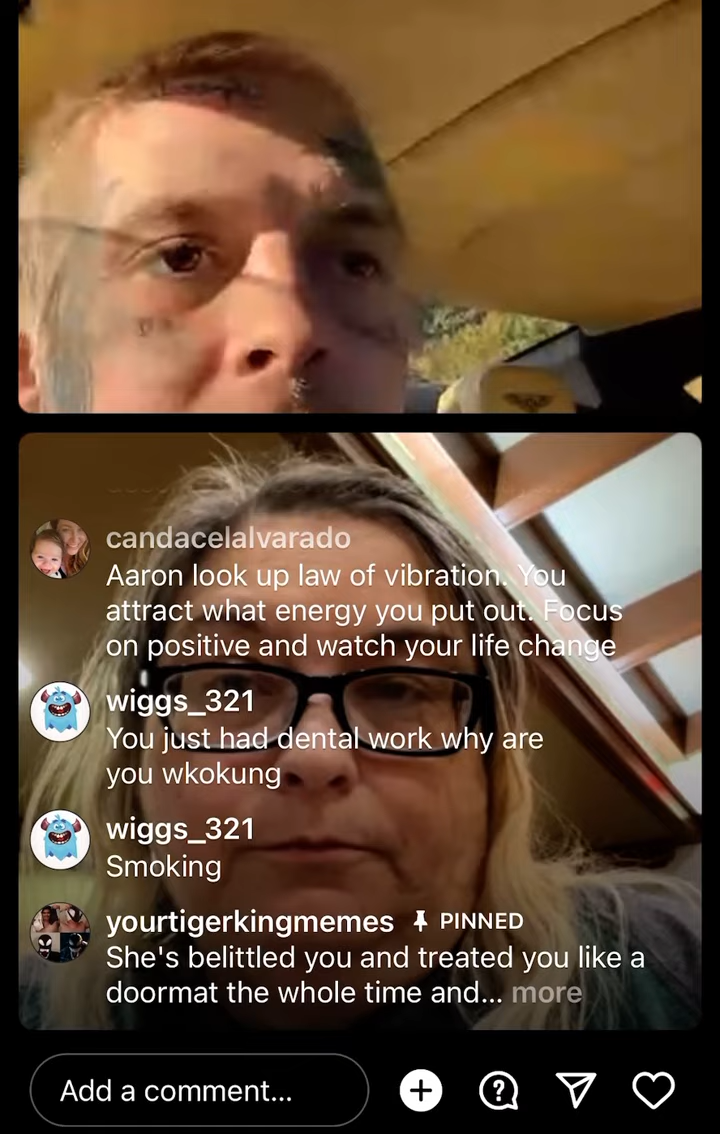 candacelalvarado
Aaron look up law of vibration. You
attract what energy you put out. Focus
on positive and watch your life change
wiggs_321
You just had dental work why are
you wkokung
wiggs_321
Smoking
yourtigerkingmemes PINNED
She's belittled you and treated you like a
doormat the whole time and... more
Add a comment...